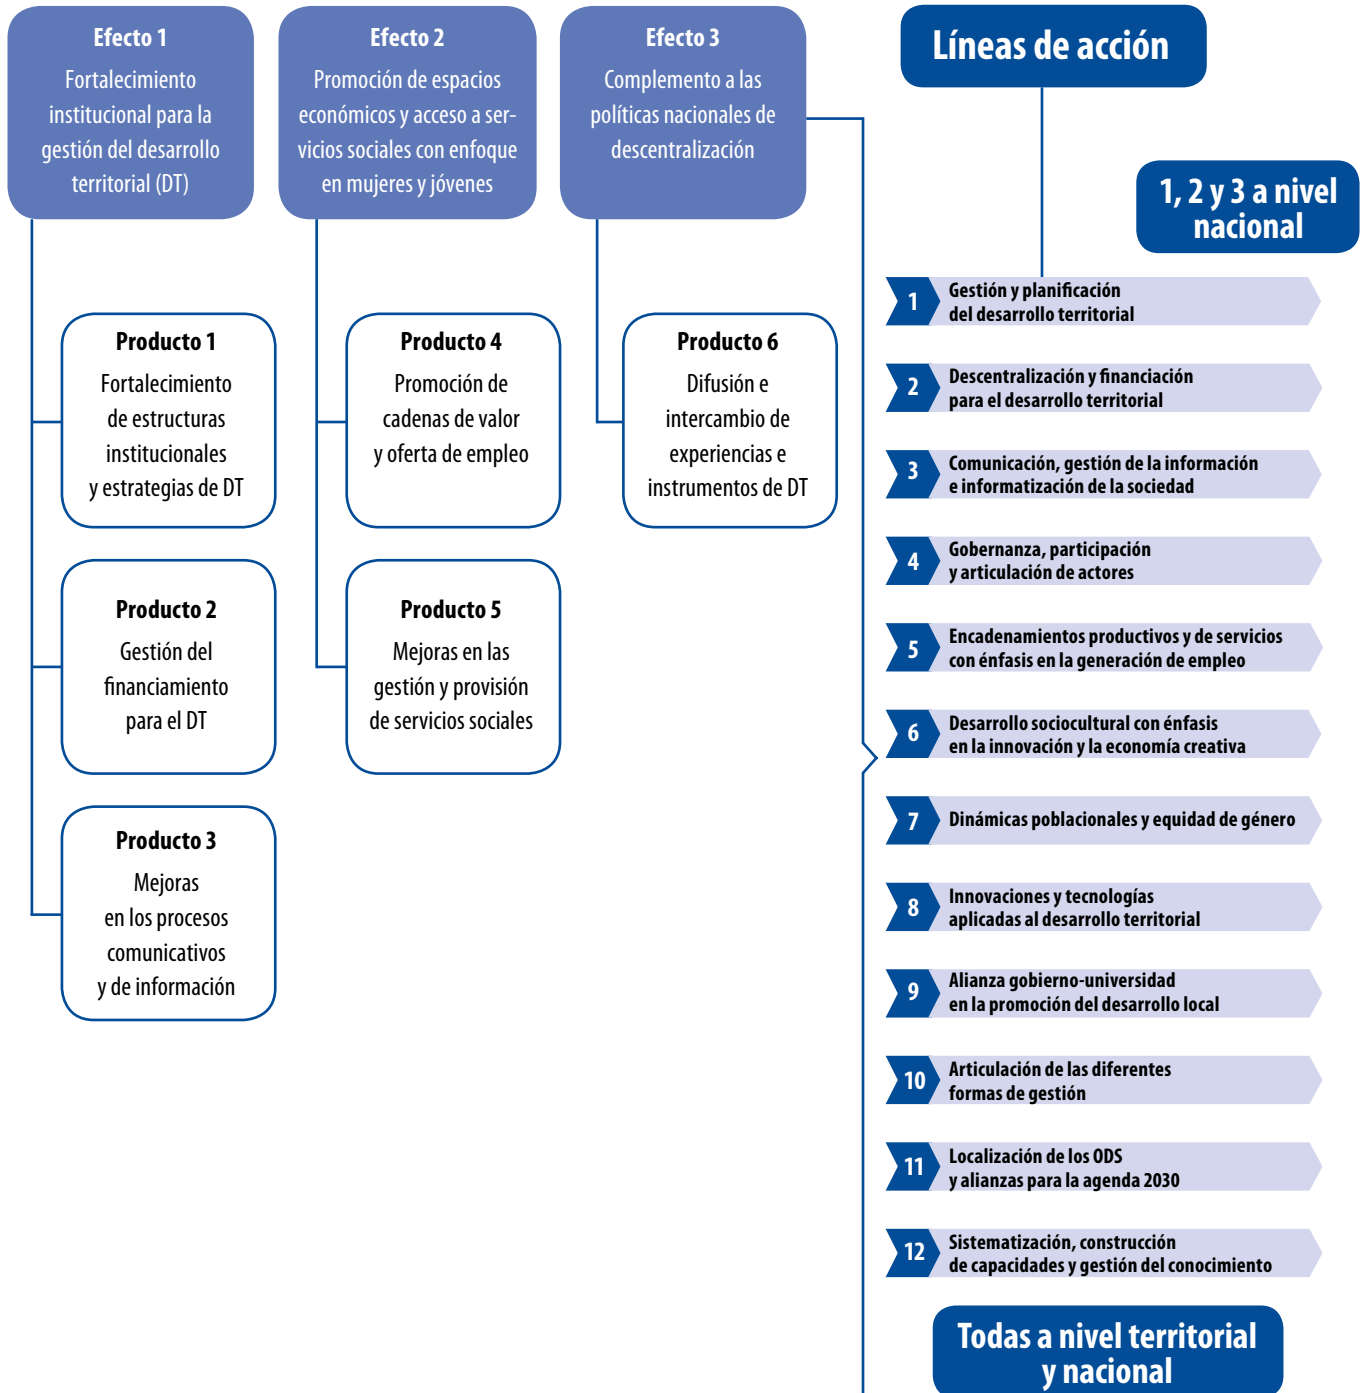 Efecto 1
Fortalecimiento
institucional para la
gestión del desarrollo
territorial (DT)
Producto 1
Fortalecimiento
de estructuras
institucionales
y estrategias de DT
Producto 2
Gestión del
financiamiento
para el DT
Producto 3
Mejoras
en los procesos
comunicativos
y de información
Efecto 2
Promoción de espacios
económicos y acceso a ser-
vicios sociales con enfoque
en mujeres y jóvenes
Producto 4
Promoción de
cadenas de valor
y oferta de empleo
Producto 5
Mejoras en las
gestión y provisión
de servicios sociales
Efecto 3
Complemento a las
políticas nacionales de
descentralización
Producto 6
Difusión e
intercambio de
experiencias e
instrumentos de DT
Líneas de acción
1, 2 y 3 a nivel
nacional
1 Gestión y planificación
del desarrollo territorial
2 Descentralización y financiación
para el desarrollo territorial
3 Comunicación, gestión de la información
e informatización de la sociedad
4 Gobernanza, participación
y articulación de actores
5 Encadenamientos productivos y de servicios
con énfasis en la generación de empleo
6 Desarrollo sociocultural con énfasis
en la innovación y la economía creativa
7 Dinámicas poblacionales y equidad de género
8 Innovaciones y tecnologías
aplicadas al desarrollo territorial
9 Alianza gobierno-universidad
en la promoción del desarrollo local
10 Articulación de las diferentes
formas de gestión
11 Localización de los ODS
y alianzas para la agenda 2030
12 Sistematización, construcción
de capacidades y gestión del conocimiento
Todas a nivel territorial
y nacional